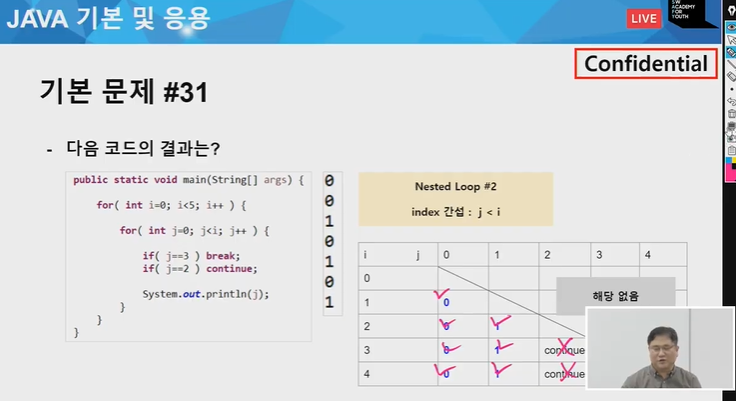 JAVA 기본 및 응용
LIVE
SW
ACADEMY
FOR
YOUTH
Confidential
기본 문제 #31
- 다음 코드의 결과는?
public static void main(String[] args) {
for( int i=0; i<5; i++ ) {
for( int j=0; j<i; j++ ) {
if( j==3 ) break;
if( j==2 ) continue;
System.out.println(j);
}
}
}
0
0
1
0
1
0
1
Nested Loop #2
index 간섭 : j < i
i j 0 1 2 3 4
0
해당 없음
1 0
2 0 1
3 0 1 continue
4 0 1 continue